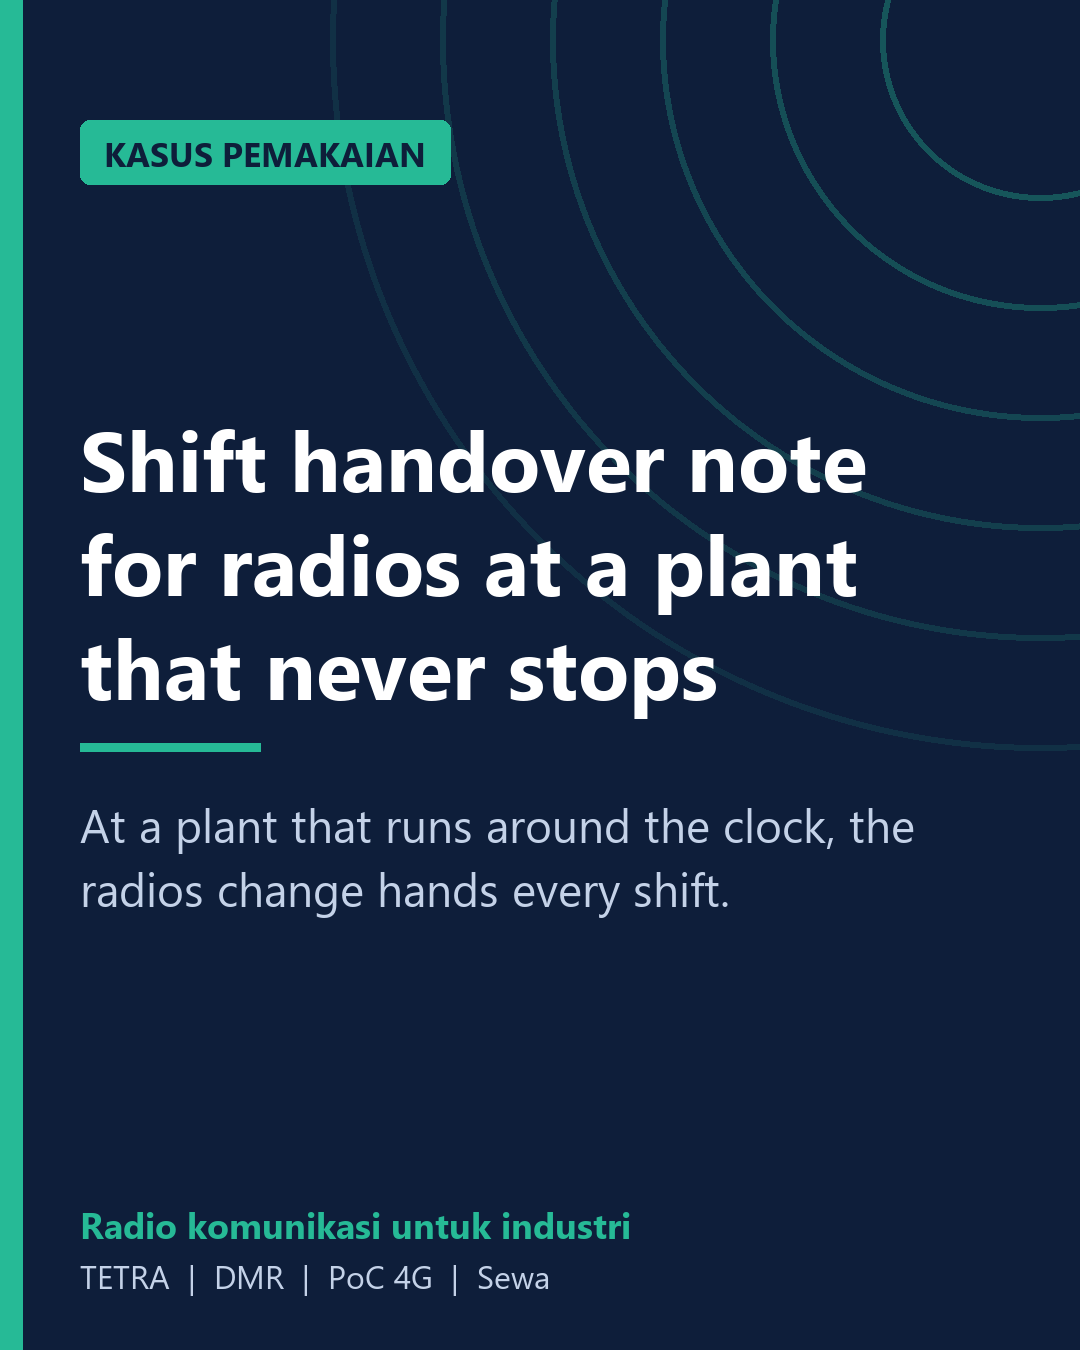 KASUS PEMAKAIAN
Shift handover note
for radios at a plant
that never stops
At a plant that runs around the clock, the
radios change hands every shift.
Radio komunikasi untuk industri
TETRA | DMR | PoC 4G | Sewa